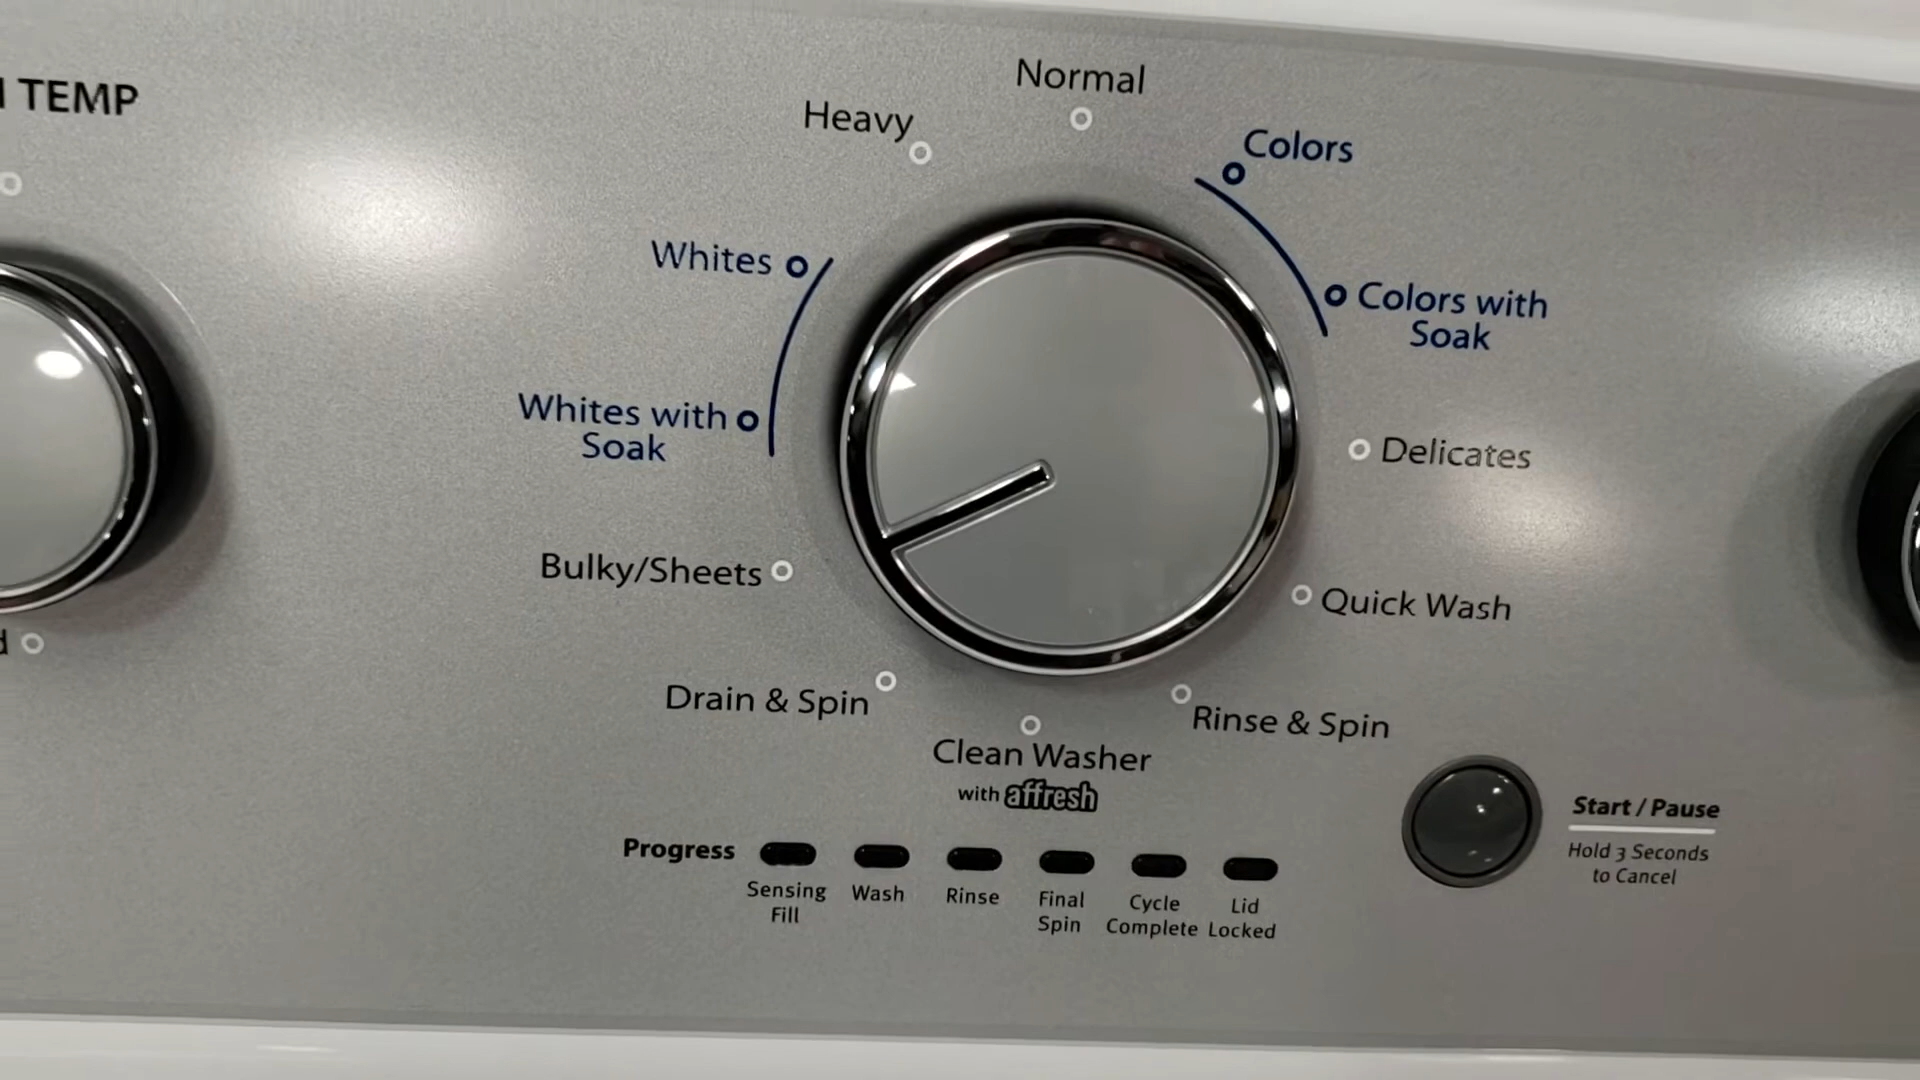 TEMP
Normal
Heavy
Colors
Whites
Colors with
Soak
Whites with
Soak
Delicates
Bulky/Sheets
Quick Wash
Drain & Spin
Rinse & Spin
Clean Washer
with affresh
Start / Pause
Hold 3 Seconds
to Cancel
Progress
Sensing
Fill
Wash
Rinse
Final
Spin
Cycle
Complete
Lid
Locked